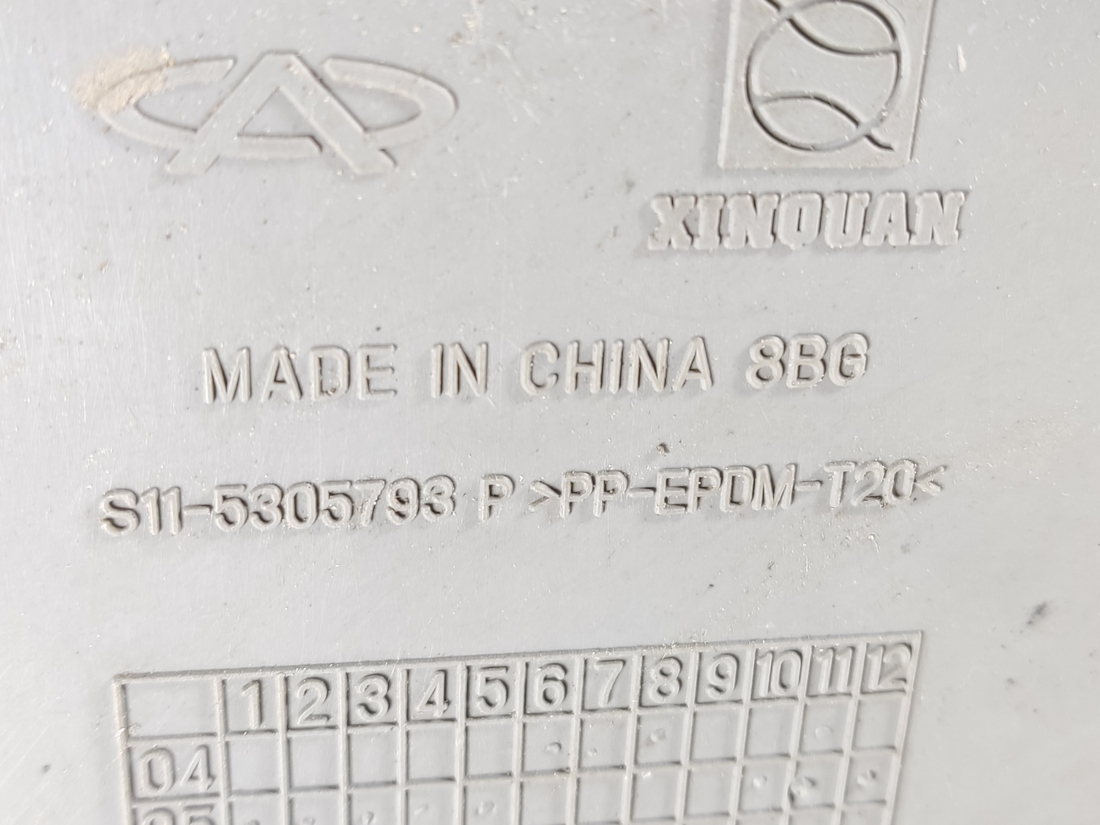 XINQUAN
MADE IN CHINA 8BG
S11-5305793 P >PP-EPDM-T20<
1 2 3 4 5 6 7 8 9 10 11 12
04
05